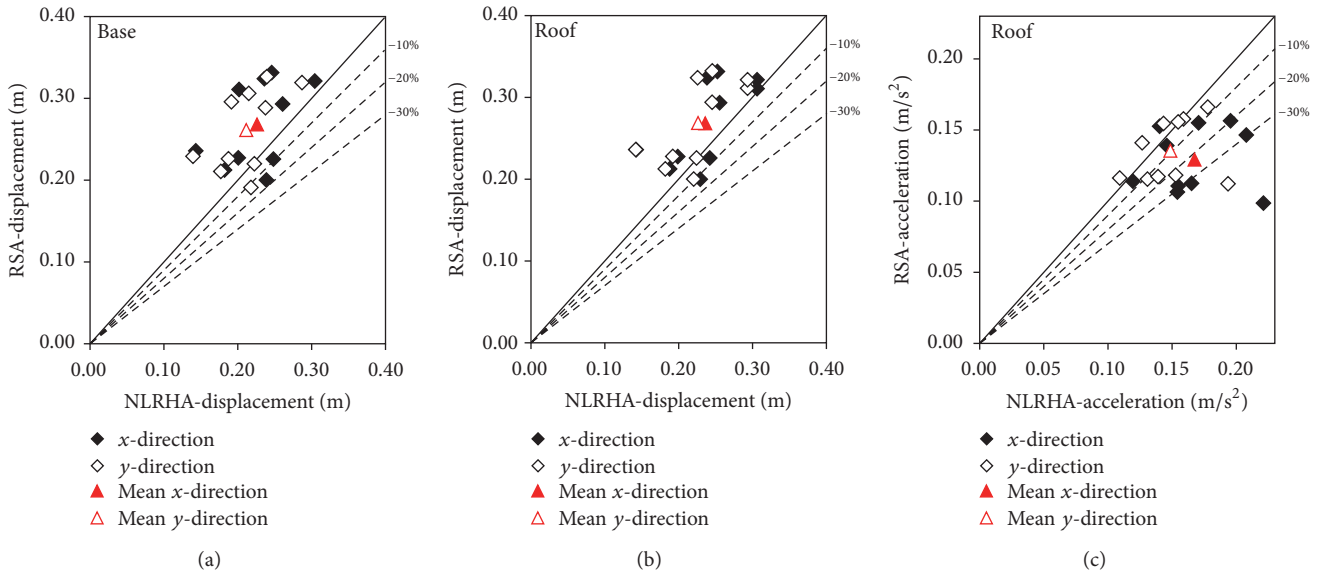 Base
0.40
0.30
0.20
0.10
0.00
RSA-displacement (m)
−10%
−20%
−30%
0.00 0.10 0.20 0.30 0.40
NLRHA-displacement (m)
x-direction
y-direction
Mean x-direction
Mean y-direction
(a)
Roof
0.40
0.30
0.20
0.10
0.00
RSA-displacement (m)
−10%
−20%
−30%
0.00 0.10 0.20 0.30 0.40
NLRHA-displacement (m)
x-direction
y-direction
Mean x-direction
Mean y-direction
(b)
Roof
0.20
0.15
0.10
0.05
0.00
RSA-acceleration (m/s²)
−10%
−20%
−30%
0.00 0.05 0.10 0.15 0.20
NLRHA-acceleration (m/s²)
x-direction
y-direction
Mean x-direction
Mean y-direction
(c)